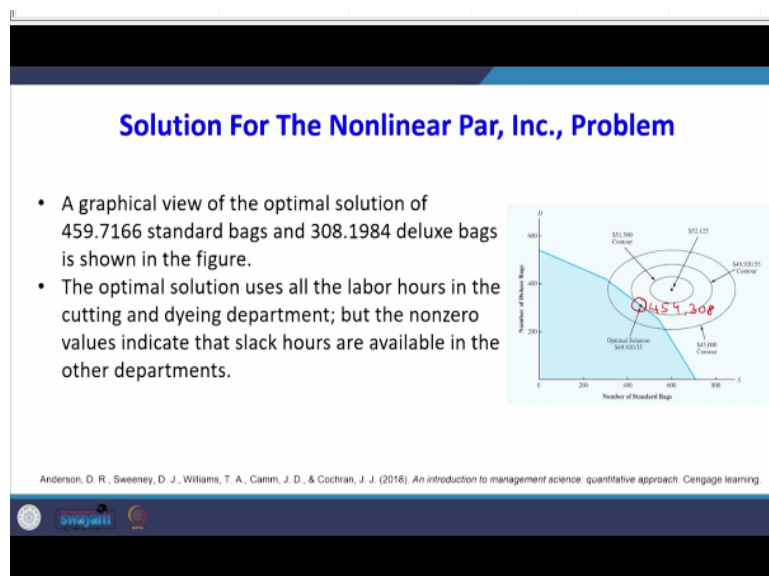 Solution For The Nonlinear Par, Inc., Problem
• A graphical view of the optimal solution of
459.7166 standard bags and 308.1984 deluxe bags
is shown in the figure.
• The optimal solution uses all the labor hours in the
cutting and dyeing department; but the nonzero
values indicate that slack hours are available in the
other departments.
D
600
400
200
0
200
400
600
800
S
Number of Deluxe Bags
Number of Standard Bags
$51,500
Contour
$52,125
$49,920.55
Contour
459,308
Optimal Solution
$49,920.55
$45,000
Contour
Anderson, D. R., Sweeney, D. J., Williams, T. A., Camm, J. D., & Cochran, J. J. (2018). An introduction to management science: quantitative approach. Cengage learning.
swayam